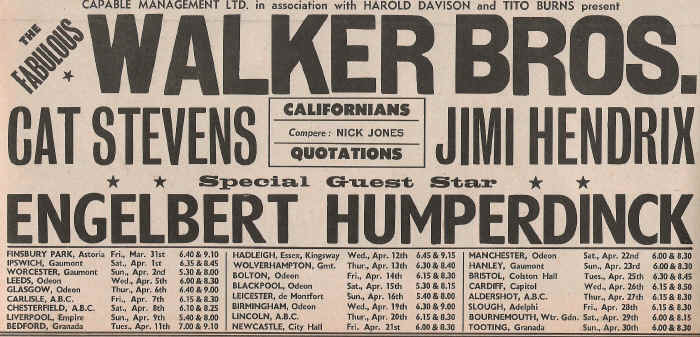 CAPABLE MANAGEMENT LTD. in association with HAROLD DAVISON and TITO BURNS present
THE FABULOUS
WALKER BROS.
CAT STEVENS
CALIFORNIANS
Compere: NICK JONES
QUOTATIONS
JIMI HENDRIX
Special Guest Star
ENGELBERT HUMPERDINCK
FINSBURY PARK, Astoria Fri., Mar. 31st 6.40 & 9.10
IPSWICH, Gaumont Sat., Apr. 1st 6.35 & 8.45
WORCESTER, Gaumont Sun., Apr. 2nd 5.30 & 8.00
LEEDS, Odeon Wed., Apr. 5th 6.00 & 8.30
GLASGOW, Odeon Thur., Apr. 6th 6.40 & 9.00
CARLISLE, A.B.C. Fri., Apr. 7th 6.15 & 8.30
CHESTERFIELD, A.B.C. Sat., Apr. 8th 6.10 & 8.25
LIVERPOOL, Empire Sun., Apr. 9th 5.40 & 8.00
BEDFORD, Granada Tues., Apr. 11th 7.00 & 9.10
HADLEIGH, Essex, Kingsway Wed., Apr. 12th 6.45 & 9.15
WOLVERHAMPTON, Gmt. Thur., Apr. 13th 6.30 & 8.40
BOLTON, Odeon Fri., Apr. 14th 6.15 & 8.30
BLACKPOOL, Odeon Sat., Apr. 15th 5.30 & 8.15
LEICESTER, de Montfort Sun., Apr. 16th 5.40 & 8.00
BIRMINGHAM, Odeon Wed., Apr. 19th 6.30 & 9.00
LINCOLN, A.B.C. Thur., Apr. 20th 6.15 & 8.30
NEWCASTLE, City Hall Fri., Apr. 21st 6.00 & 8.30
MANCHESTER, Odeon Sat., Apr. 22nd 6.00 & 8.30
HANLEY, Gaumont Sun., Apr. 23rd 6.00 & 8.30
BRISTOL, Colston Hall Tues., Apr. 25th 6.30 & 8.45
CARDIFF, Capitol Wed., Apr. 26th 6.15 & 8.50
ALDERSHOT, A.B.C. Thur., Apr. 27th 6.15 & 8.30
SLOUGH, Adelphi Fri., Apr. 28th 6.15 & 8.30
BOURNEMOUTH, Wtr. Gdn. Sat., Apr. 29th 6.00 & 8.15
TOOTING, Granada Sun., Apr. 30th 6.00 & 8.30